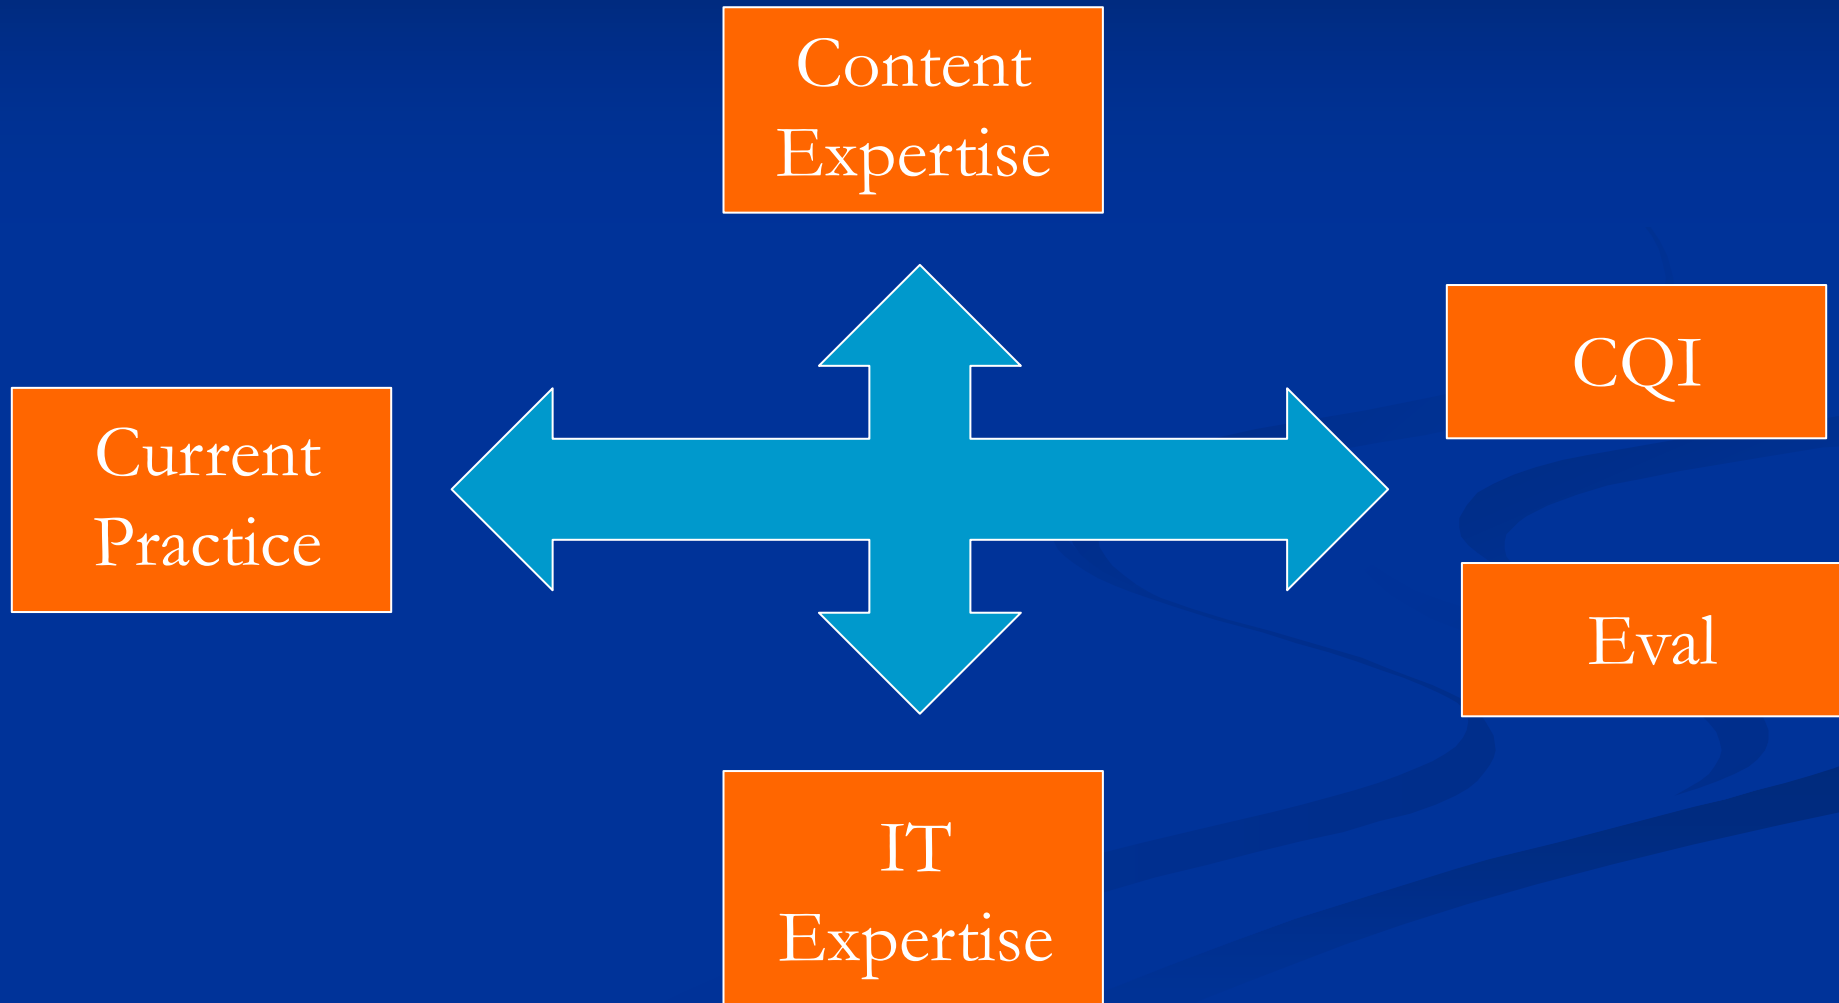 Content
Expertise
CQI
Current
Practice
Eval
IT
Expertise